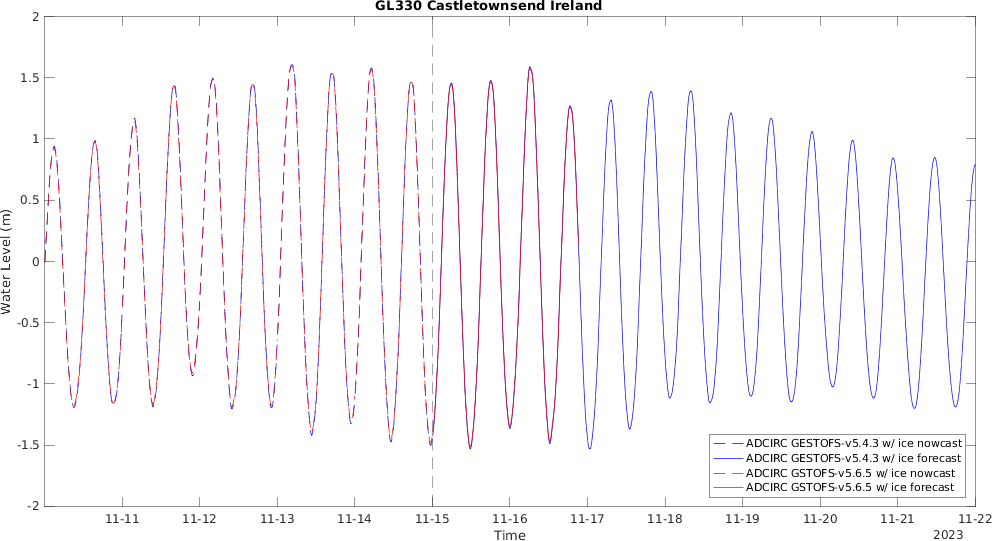 GL330 Castletownsend Ireland
2
1.5
1
0.5
0
-0.5
-1
-1.5
-2
Water Level (m)
ADCIRC GESTOFS-v5.4.3 w/ ice nowcast
ADCIRC GESTOFS-v5.4.3 w/ ice forecast
ADCIRC GSTOFS-v5.6.5 w/ ice nowcast
ADCIRC GSTOFS-v5.6.5 w/ ice forecast
11-11 11-12 11-13 11-14 11-15 11-16 11-17 11-18 11-19 11-20 11-21 11-22
Time
2023